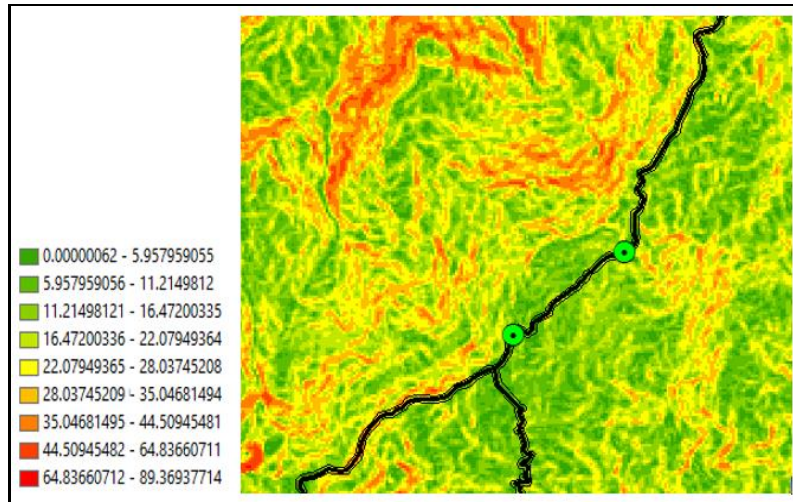 0.00000062 - 5.957959055
5.957959056 - 11.2149812
11.21498121 - 16.47200335
16.47200336 - 22.07949364
22.07949365 - 28.03745208
28.03745209 - 35.04681494
35.04681495 - 44.50945481
44.50945482 - 64.83660711
64.83660712 - 89.36937714